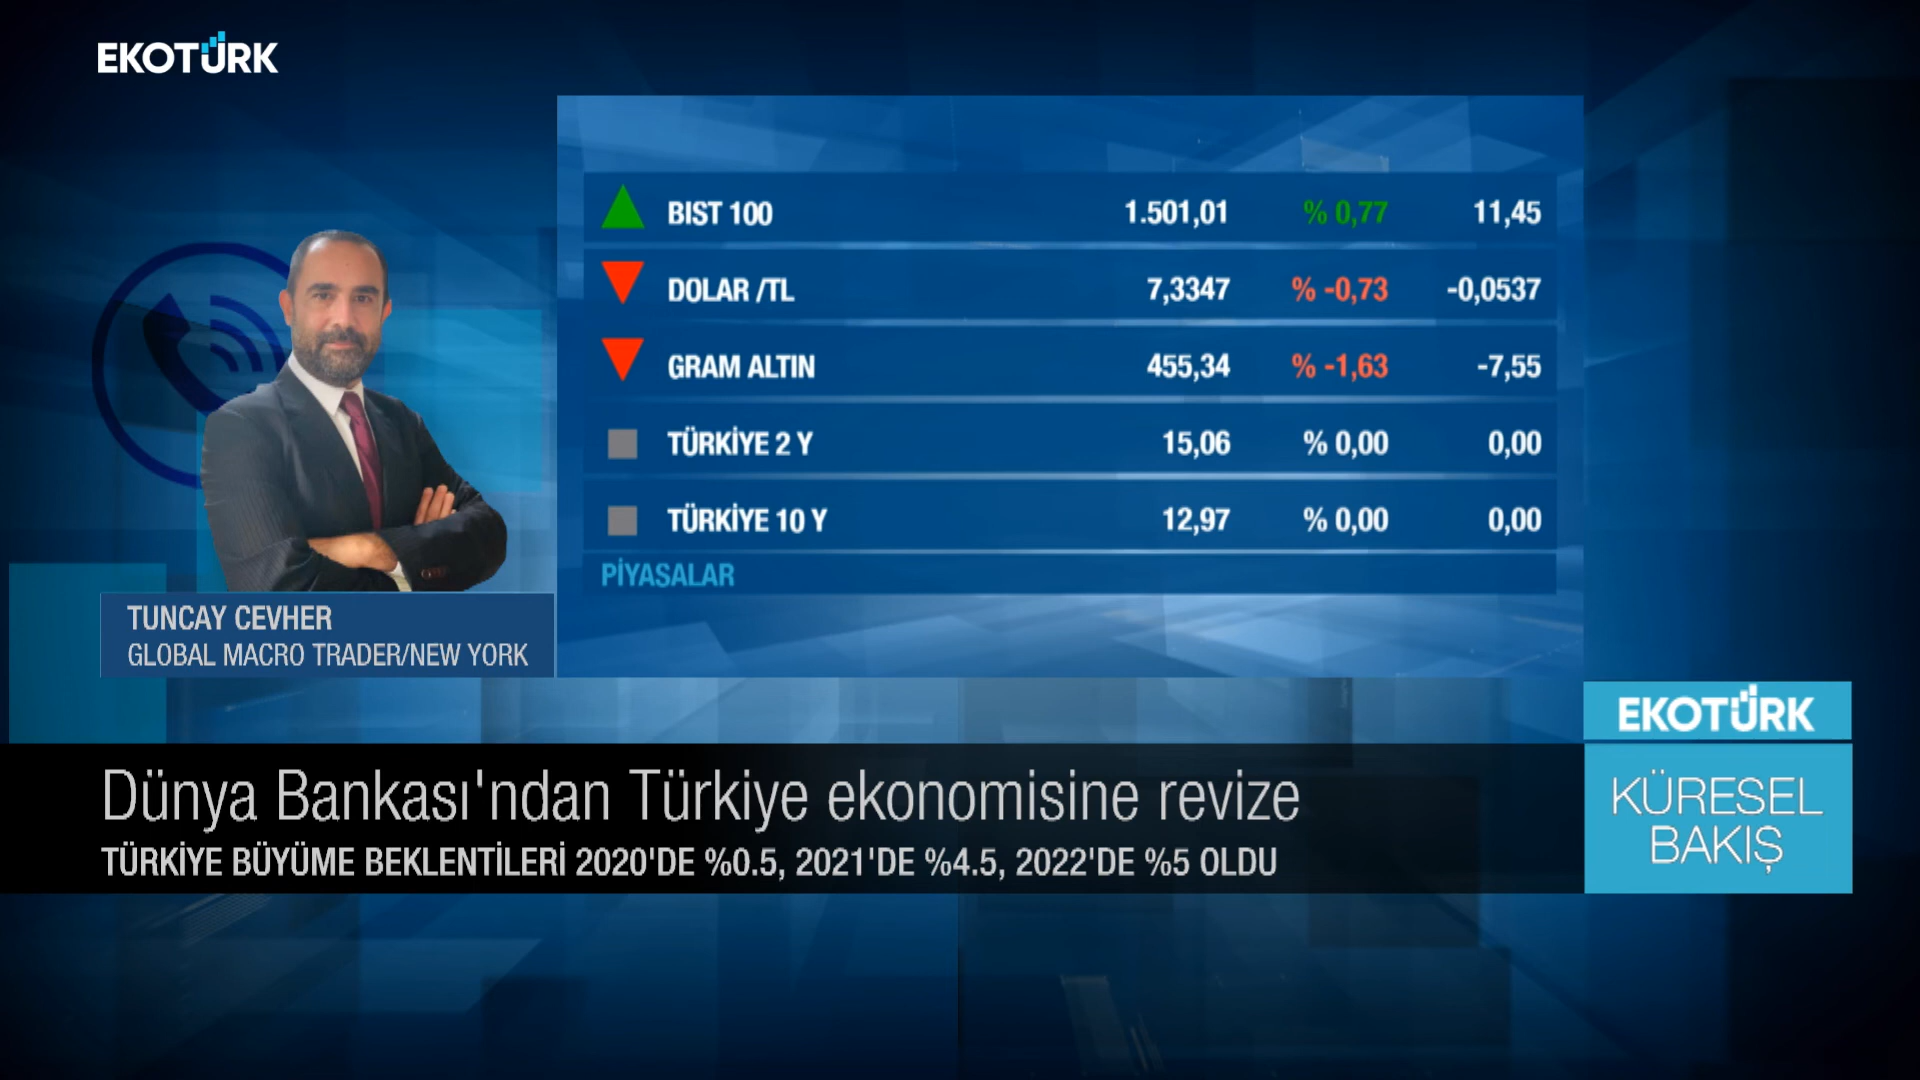 EKOTÜRK
BIST 100 1.501,01 % 0,77 11,45
DOLAR /TL 7,3347 % -0,73 -0,0537
GRAM ALTIN 455,34 % -1,63 -7,55
TÜRKİYE 2 Y 15,06 % 0,00 0,00
TÜRKİYE 10 Y 12,97 % 0,00 0,00
PİYASALAR
TUNCAY CEVHER
GLOBAL MACRO TRADER/NEW YORK
EKOTÜRK
KÜRESEL
BAKIŞ
Dünya Bankası'ndan Türkiye ekonomisine revize
TÜRKİYE BÜYÜME BEKLENTİLERİ 2020'DE %0.5, 2021'DE %4.5, 2022'DE %5 OLDU